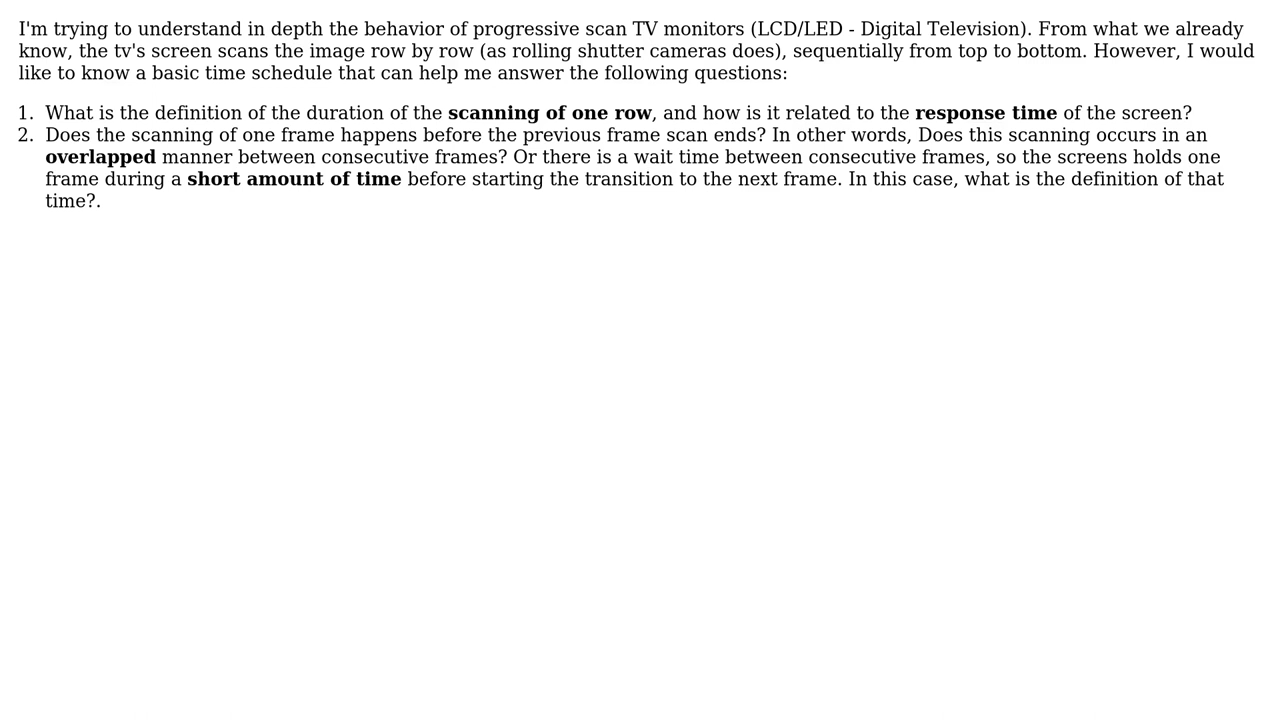 I'm trying to understand in depth the behavior of progressive scan TV monitors (LCD/LED - Digital Television). From what we already
know, the tv's screen scans the image row by row (as rolling shutter cameras does), sequentially from top to bottom. However, I would
like to know a basic time schedule that can help me answer the following questions:
1. What is the definition of the duration of the scanning of one row, and how is it related to the response time of the screen?
2. Does the scanning of one frame happens before the previous frame scan ends? In other words, Does this scanning occurs in an
overlapped manner between consecutive frames? Or there is a wait time between consecutive frames, so the screens holds one
frame during a short amount of time before starting the transition to the next frame. In this case, what is the definition of that
time?.